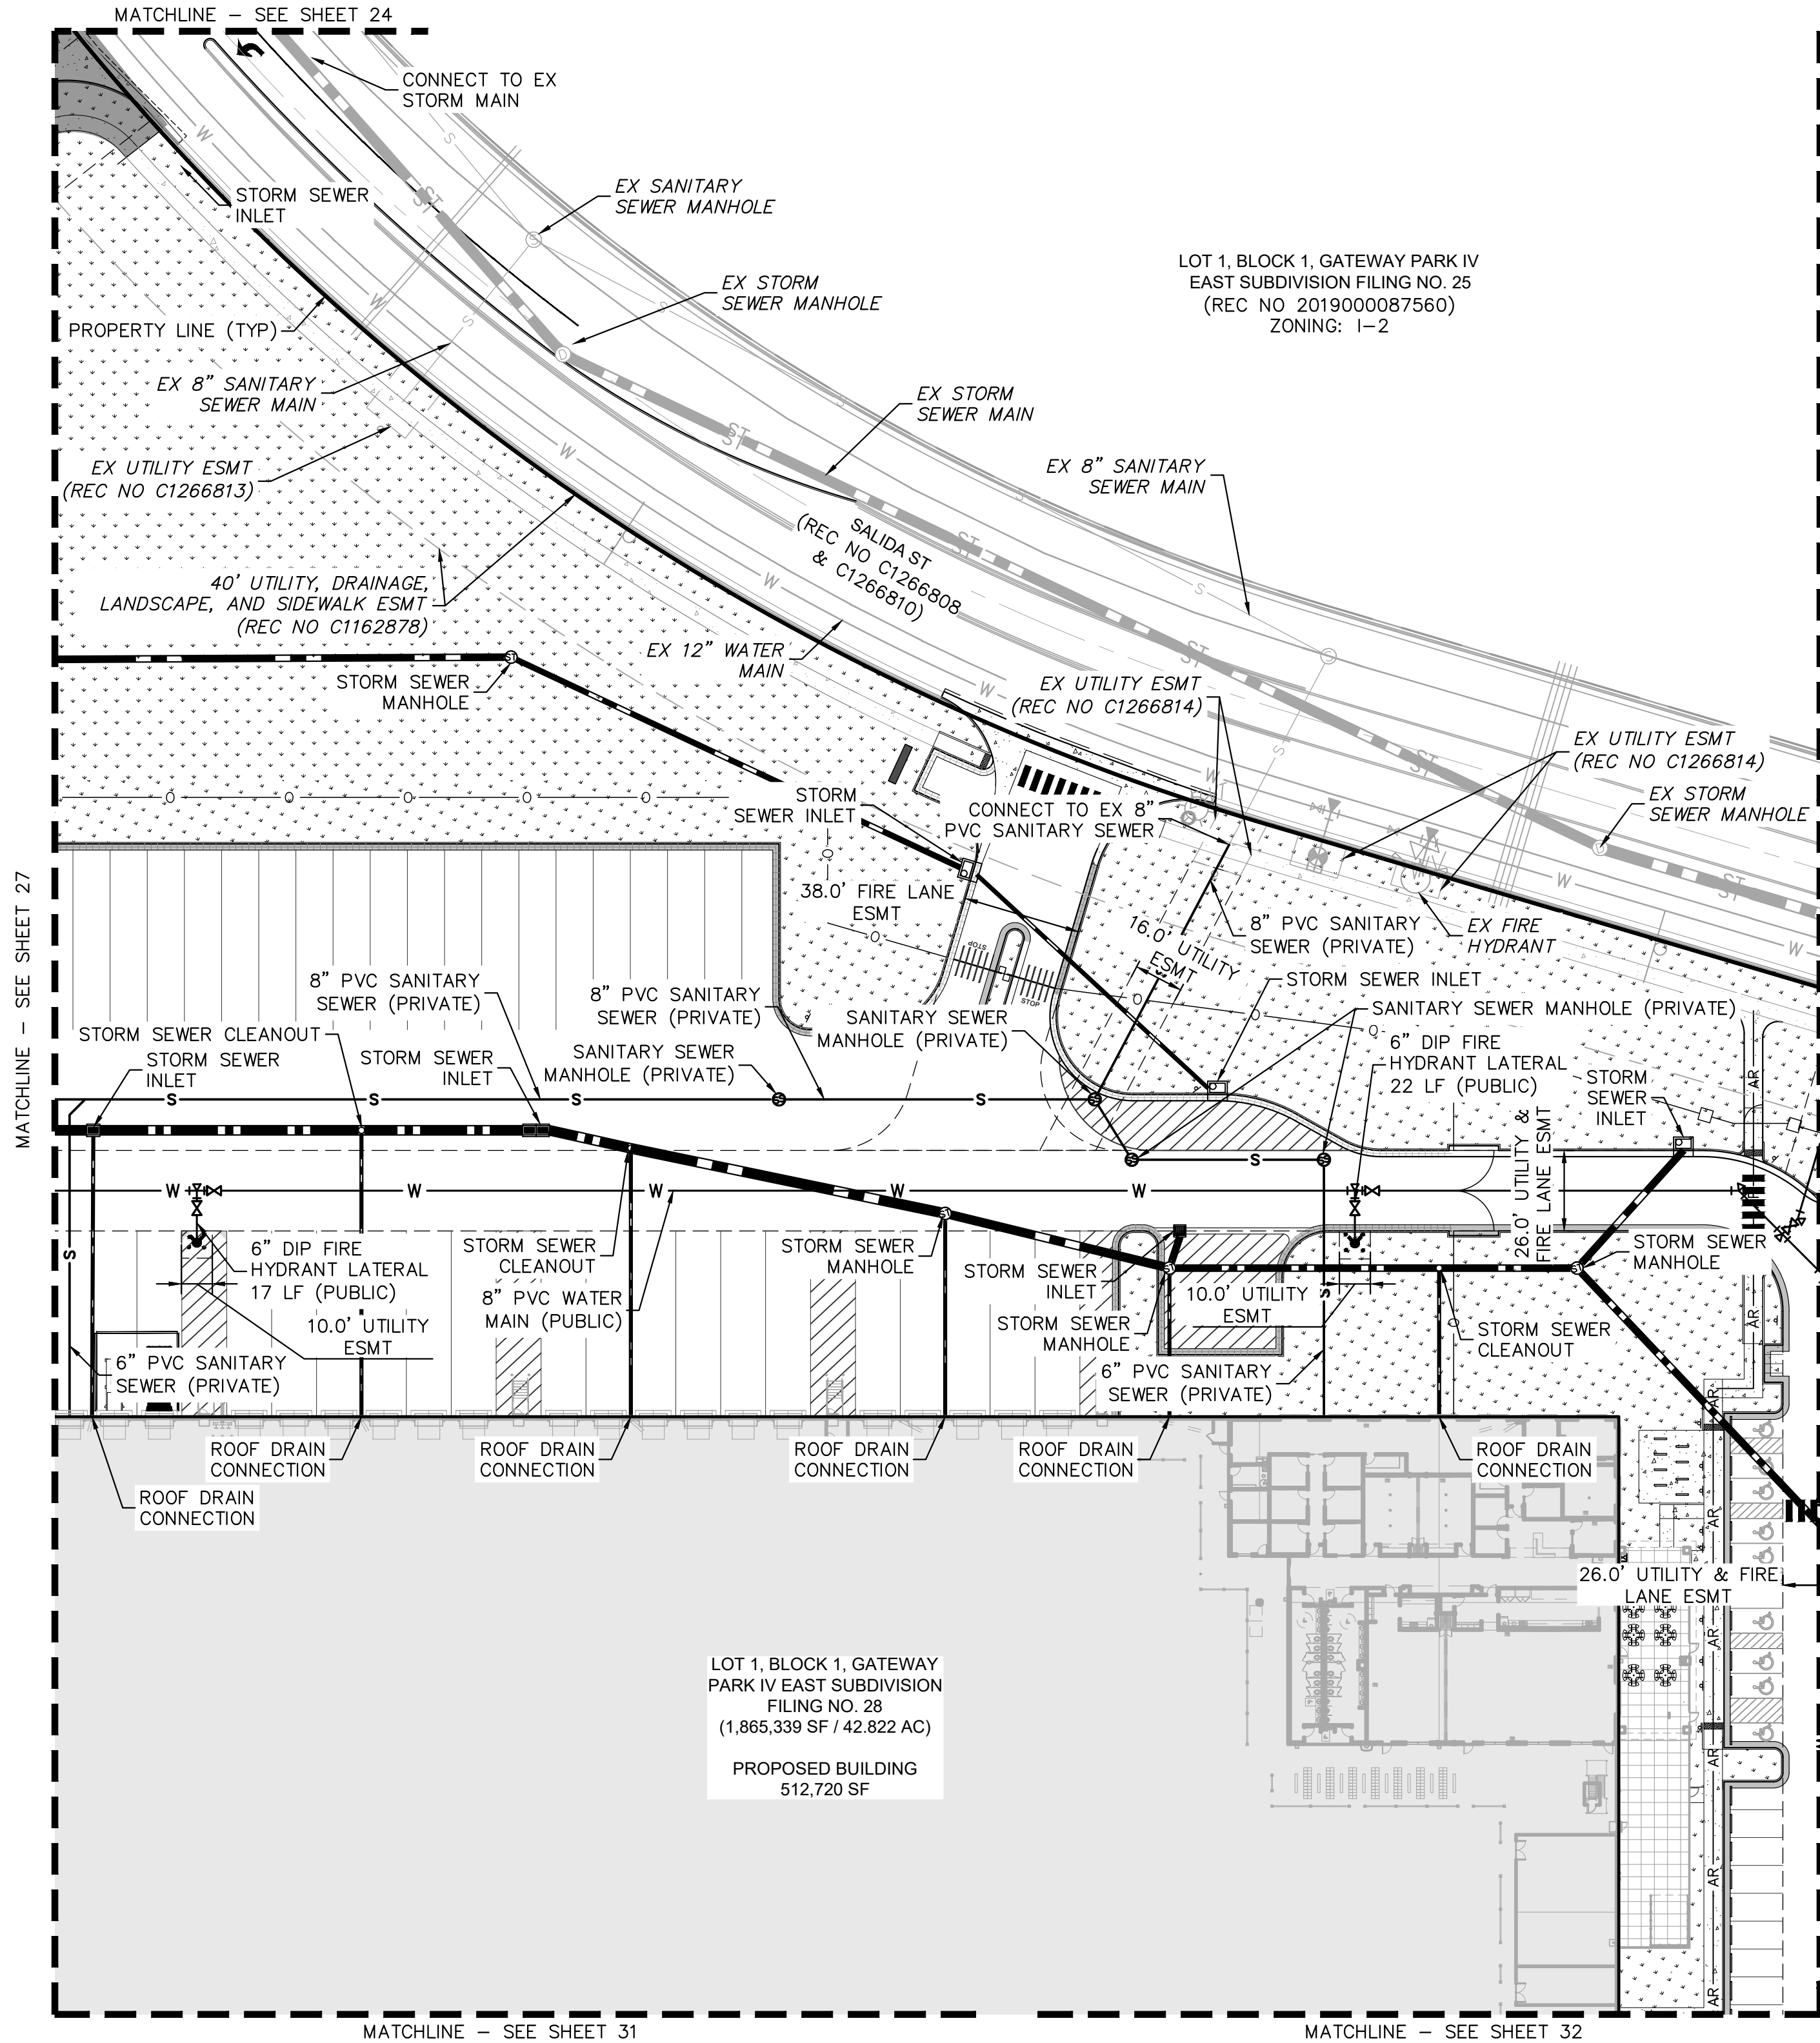 MATCHLINE – SEE SHEET 24
CONNECT TO EX
STORM MAIN
STORM SEWER
INLET
EX SANITARY
SEWER MANHOLE
EX STORM
SEWER MANHOLE
LOT 1, BLOCK 1, GATEWAY PARK IV
EAST SUBDIVISION FILING NO. 25
(REC NO 2019000087560)
ZONING: I-2
PROPERTY LINE (TYP)
EX 8" SANITARY
SEWER MAIN
EX STORM
SEWER MAIN
EX UTILITY ESMT
(REC NO C1266813)
EX 8" SANITARY
SEWER MAIN
SALIDA ST
(REC NO C1266808
& C1266810)
40' UTILITY, DRAINAGE,
LANDSCAPE, AND SIDEWALK ESMT
(REC NO C1162878)
EX 12" WATER
MAIN
STORM SEWER
MANHOLE
EX UTILITY ESMT
(REC NO C1266814)
EX UTILITY ESMT
(REC NO C1266814)
EX STORM
SEWER MANHOLE
STORM
SEWER INLET
CONNECT TO EX 8"
PVC SANITARY SEWER
MATCHLINE – SEE SHEET 27
38.0' FIRE LANE
ESMT
16.0' UTILITY
ESMT
8" PVC SANITARY
SEWER (PRIVATE)
EX FIRE
HYDRANT
STOP
STOP
8" PVC SANITARY
SEWER (PRIVATE)
8" PVC SANITARY
SEWER (PRIVATE)
STORM SEWER INLET
SANITARY SEWER MANHOLE (PRIVATE)
SANITARY SEWER
MANHOLE (PRIVATE)
STORM SEWER CLEANOUT
STORM SEWER
INLET
STORM SEWER
INLET
SANITARY SEWER
MANHOLE (PRIVATE)
6" DIP FIRE
HYDRANT LATERAL
22 LF (PUBLIC)
STORM
SEWER
INLET
26.0' UTILITY &
FIRE LANE ESMT
S S S S S
W W W W W
6" DIP FIRE
HYDRANT LATERAL
17 LF (PUBLIC)
STORM SEWER
CLEANOUT
STORM SEWER
MANHOLE
STORM SEWER
INLET
STORM SEWER
MANHOLE
8" PVC WATER
MAIN (PUBLIC)
10.0' UTILITY
ESMT
10.0' UTILITY
ESMT
STORM SEWER
MANHOLE
STORM SEWER
CLEANOUT
6" PVC SANITARY
SEWER (PRIVATE)
6" PVC SANITARY
SEWER (PRIVATE)
ROOF DRAIN
CONNECTION
ROOF DRAIN
CONNECTION
ROOF DRAIN
CONNECTION
ROOF DRAIN
CONNECTION
ROOF DRAIN
CONNECTION
ROOF DRAIN
CONNECTION
26.0' UTILITY & FIRE
LANE ESMT
LOT 1, BLOCK 1, GATEWAY
PARK IV EAST SUBDIVISION
FILING NO. 28
(1,865,339 SF / 42.822 AC)
PROPOSED BUILDING
512,720 SF
AR AR AR AR AR AR AR AR
MATCHLINE – SEE SHEET 31
MATCHLINE – SEE SHEET 32